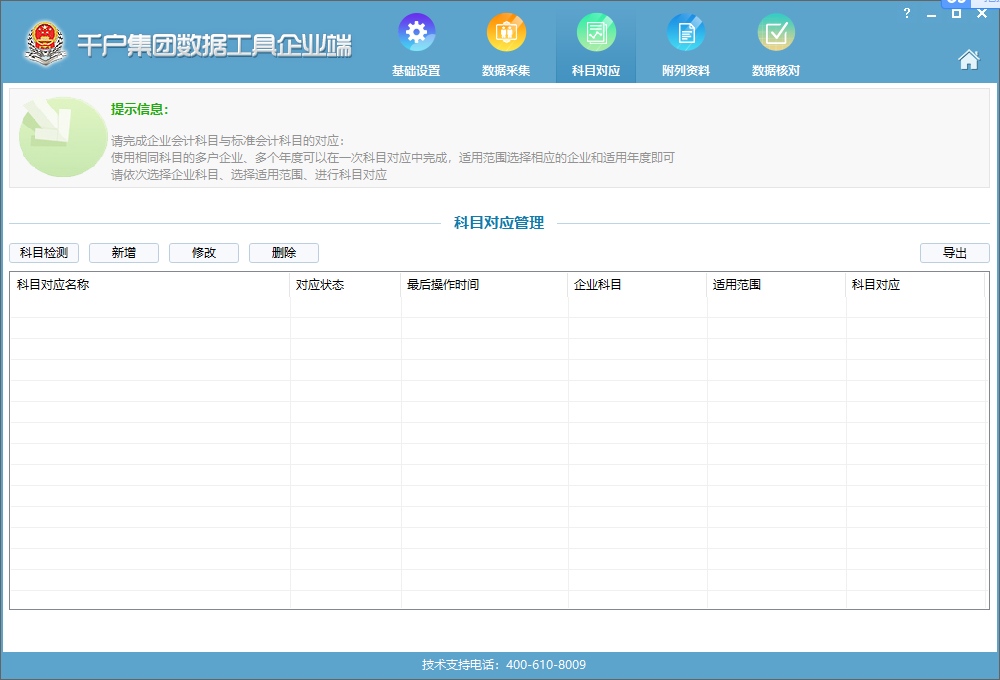 千户集团数据工具企业端
基础设置
数据采集
科目对应
附列资料
数据核对
?
提示信息:
请完成企业会计科目与标准会计科目的对应:
使用相同科目的多户企业、多个年度可以在一次科目对应中完成，适用范围选择相应的企业和适用年度即可
请依次选择企业科目、选择适用范围、进行科目对应
科目对应管理
科目检测 新增 修改 删除 导出
科目对应名称 对应状态 最后操作时间 企业科目 适用范围 科目对应
技术支持电话：400-610-8009